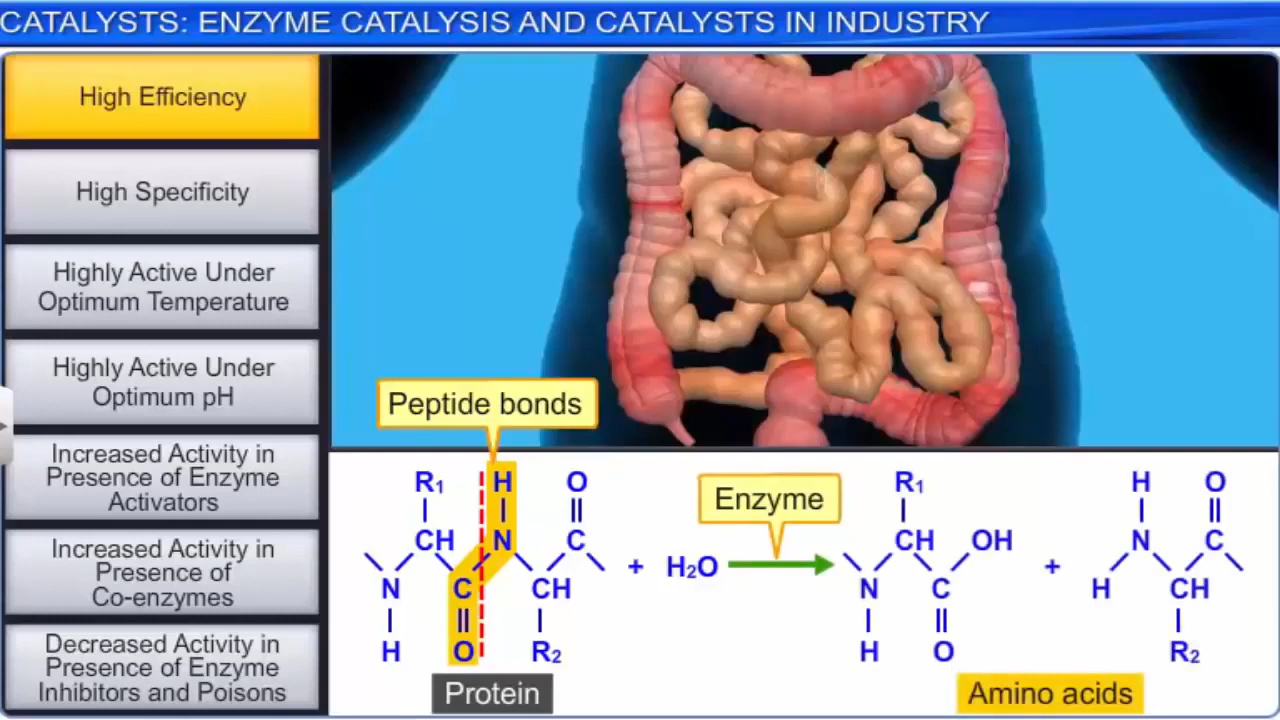 CATALYSTS: ENZYME CATALYSIS AND CATALYSTS IN INDUSTRY
High Efficiency
High Specificity
Highly Active Under
Optimum Temperature
Highly Active Under
Optimum pH
Increased Activity in
Presence of Enzyme
Activators
Increased Activity in
Presence of
Co-enzymes
Decreased Activity in
Presence of Enzyme
Inhibitors and Poisons
Peptide bonds
R₁ H O
CH N C
N C CH
H O R₂
Protein
+ H₂O
Enzyme
R₁
CH OH
N C
H O
+
H O
N C
H CH
R₂
Amino acids